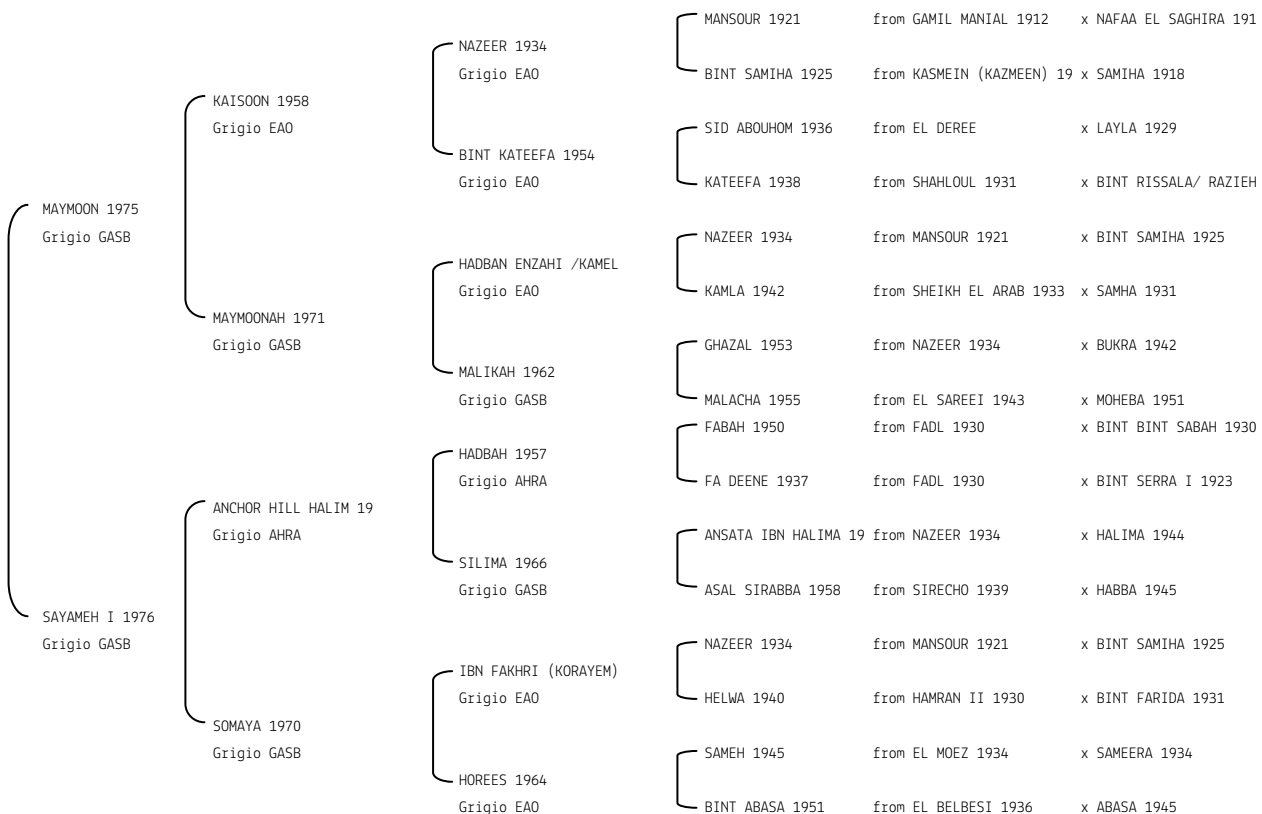 MANSOUR 1921 from GAMIL MANIAL 1912 x NAFAA EL SAGHIRA 191
NAZEER 1934
Grigio EAO
BINT SAMIHA 1925 from KASMEIN (KAZMEEN) 19 x SAMIHA 1918
KAISOON 1958
Grigio EAO
SID ABOUHOM 1936 from EL DEREE x LAYLA 1929
BINT KATEEFA 1954
Grigio EAO
KATEEFA 1938 from SHAHLOUL 1931 x BINT RISSALA/ RAZIEH
MAYMOON 1975
Grigio GASB
NAZEER 1934 from MANSOUR 1921 x BINT SAMIHA 1925
HADBAN ENZAHI /KAMEL
Grigio EAO
KAMLA 1942 from SHEIKH EL ARAB 1933 x SAMHA 1931
MAYMOONAH 1971
Grigio GASB
GHAZAL 1953 from NAZEER 1934 x BUKRA 1942
MALIKAH 1962
Grigio GASB
MALACHA 1955 from EL SAREEI 1943 x MOHEBA 1951
FABAH 1950 from FADL 1930 x BINT BINT SABAH 1930
HADBAH 1957
Grigio AHRA
FA DEENE 1937 from FADL 1930 x BINT SERRA I 1923
ANCHOR HILL HALIM 19
Grigio AHRA
ANSATA IBN HALIMA 19 from NAZEER 1934 x HALIMA 1944
SILIMA 1966
Grigio GASB
ASAL SIRABBA 1958 from SIRECHO 1939 x HABBA 1945
SAYAMEH I 1976
Grigio GASB
NAZEER 1934 from MANSOUR 1921 x BINT SAMIHA 1925
IBN FAKHRI (KORAYEM)
Grigio EAO
HELWA 1940 from HAMRAN II 1930 x BINT FARIDA 1931
SOMAYA 1970
Grigio GASB
SAMEH 1945 from EL MOEZ 1934 x SAMEERA 1934
HOREES 1964
Grigio EAO
BINT ABASA 1951 from EL BELBESI 1936 x ABASA 1945